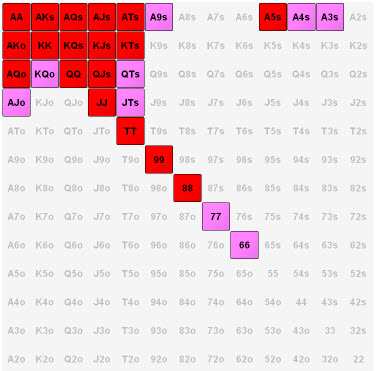 AA AKs AQs AJs ATs A9s A8s A7s A6s A5s A4s A3s A2s
AKo KK KQs KJs KTs K9s K8s K7s K6s K5s K4s K3s K2s
AQo KQo QQ QJs QTs Q9s Q8s Q7s Q6s Q5s Q4s Q3s Q2s
AJo KJo QJo JJ JTs J9s J8s J7s J6s J5s J4s J3s J2s
ATo KTo QTo JTo TT T9s T8s T7s T6s T5s T4s T3s T2s
A9o K9o Q9o J9o T9o 99 98s 97s 96s 95s 94s 93s 92s
A8o K8o Q8o J8o T8o 98o 88 87s 86s 85s 84s 83s 82s
A7o K7o Q7o J7o T7o 97o 87o 77 76s 75s 74s 73s 72s
A6o K6o Q6o J6o T6o 96o 86o 76o 66 65s 64s 63s 62s
A5o K5o Q5o J5o T5o 95o 85o 75o 65o 55 54s 53s 52s
A4o K4o Q4o J4o T4o 94o 84o 74o 64o 54o 44 43s 42s
A3o K3o Q3o J3o T3o 93o 83o 73o 63o 53o 43o 33 32s
A2o K2o Q2o J2o T2o 92o 82o 72o 62o 52o 42o 32o 22